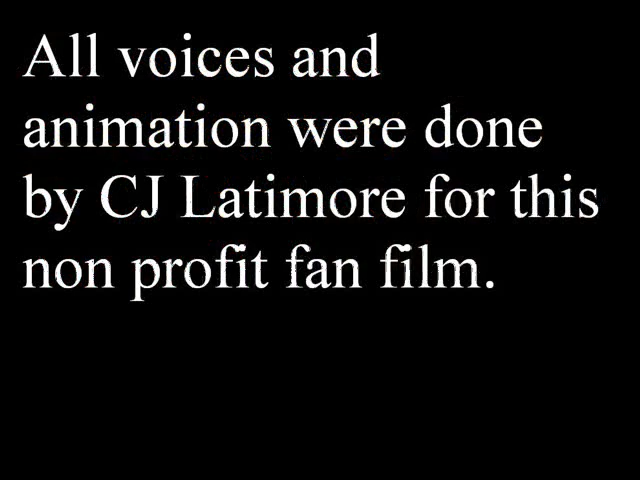 All voices and
animation were done
by CJ Latimore for this
non profit fan film.